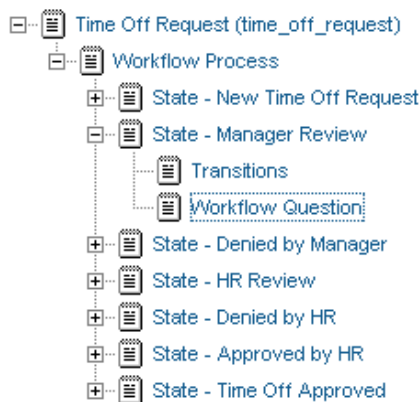 Time Off Request (time_off_request)
Workflow Process
State - New Time Off Request
State - Manager Review
Transitions
Workflow Question
State - Denied by Manager
State - HR Review
State - Denied by HR
State - Approved by HR
State - Time Off Approved